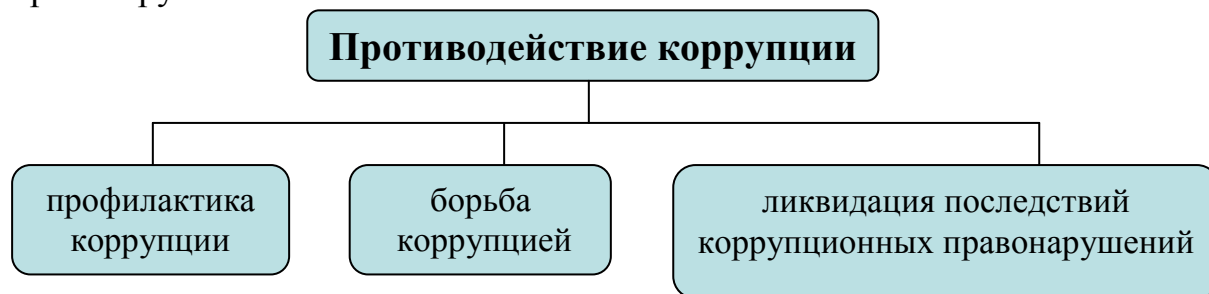 Противодействие коррупции
профилактика
коррупции
борьба
коррупцией
ликвидация последствий
коррупционных правонарушений